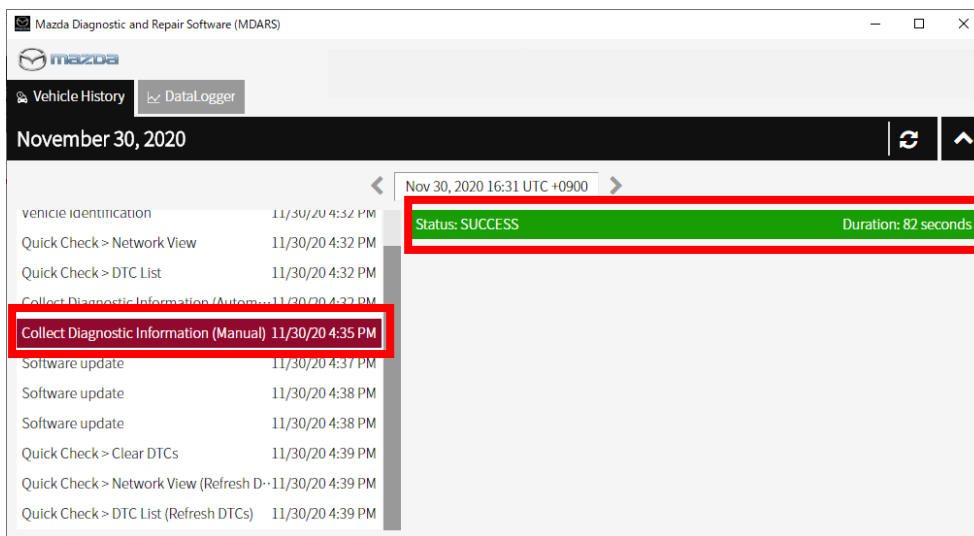 Mazda Diagnostic and Repair Software (MDARS)
mazda
Vehicle History
DataLogger
November 30, 2020
Nov 30, 2020 16:31 UTC +0900
Vehicle Identification 11/30/20 4:32 PM
Quick Check > Network View 11/30/20 4:32 PM
Quick Check > DTC List 11/30/20 4:32 PM
Collect Diagnostic Information (Autom··· 11/30/20 4:32 PM
Collect Diagnostic Information (Manual) 11/30/20 4:35 PM
Software update 11/30/20 4:37 PM
Software update 11/30/20 4:38 PM
Software update 11/30/20 4:38 PM
Quick Check > Clear DTCs 11/30/20 4:39 PM
Quick Check > Network View (Refresh D··· 11/30/20 4:39 PM
Quick Check > DTC List (Refresh DTCs) 11/30/20 4:39 PM
Status: SUCCESS Duration: 82 seconds